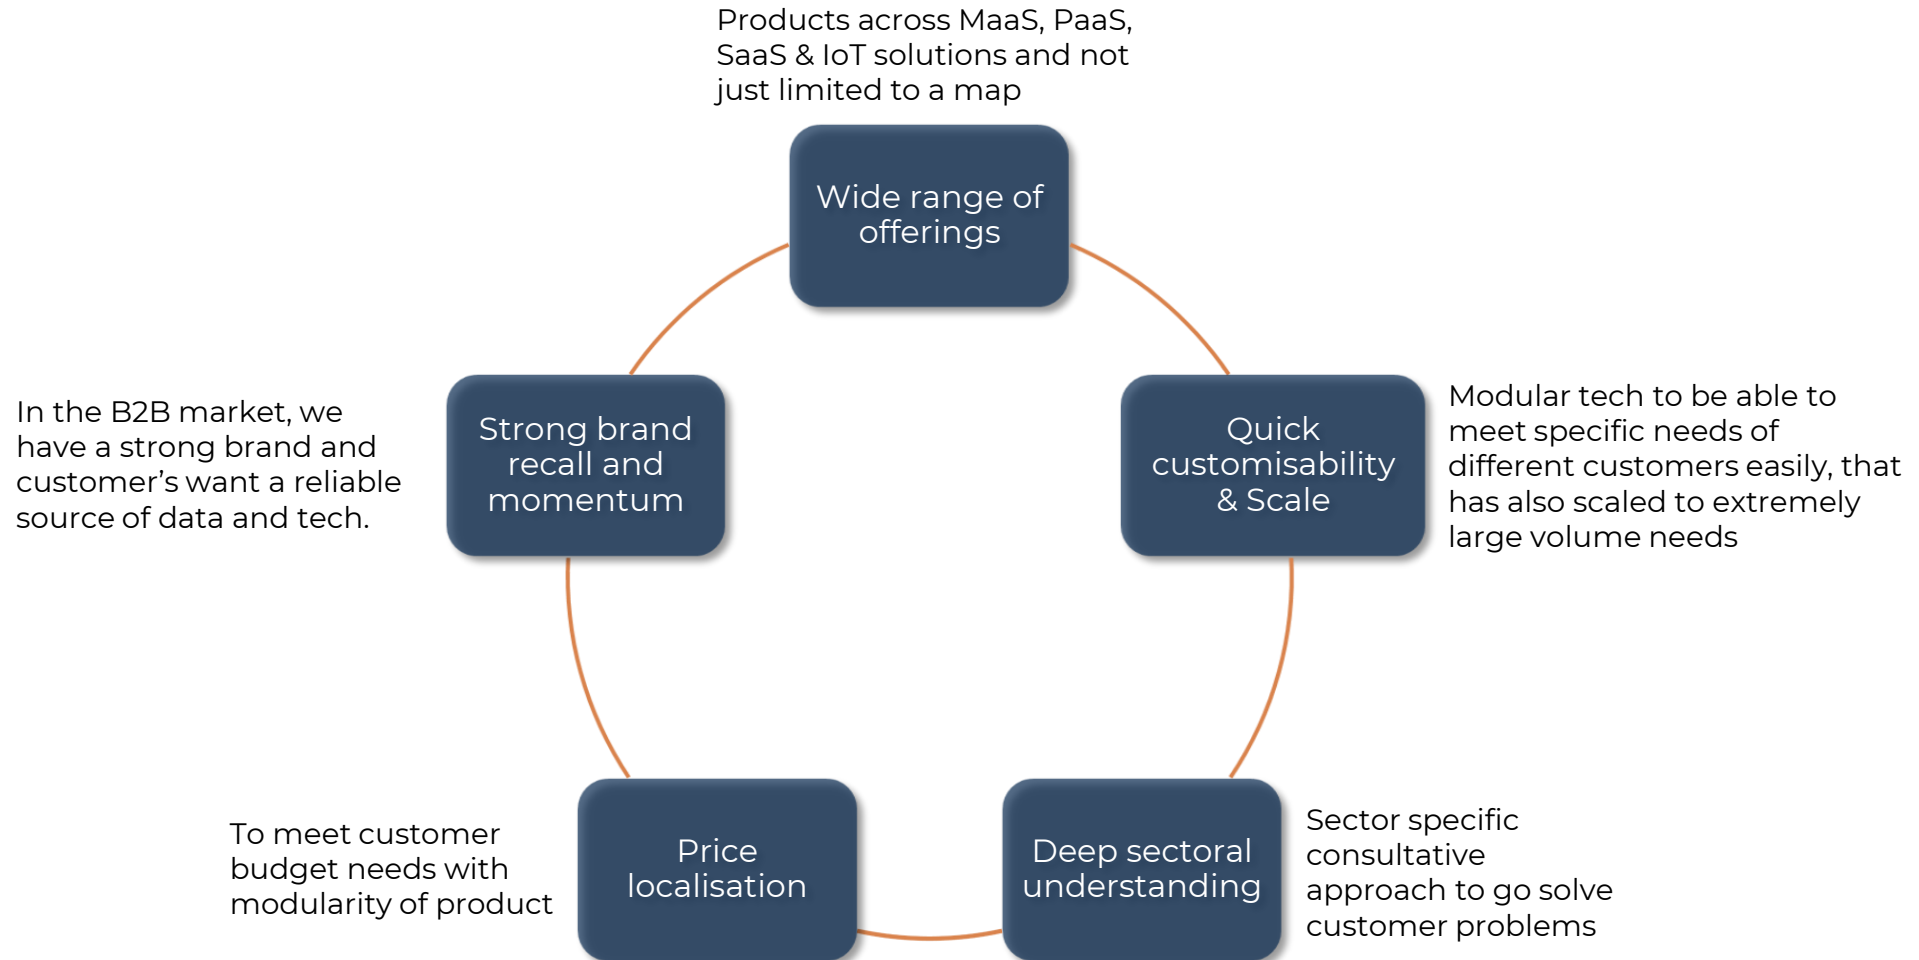 Products across MaaS, PaaS,
SaaS & IoT solutions and not
just limited to a map
Wide range of
offerings
In the B2B market, we
have a strong brand and
customer’s want a reliable
source of data and tech.
Strong brand
recall and
momentum
Quick
customisability
& Scale
Modular tech to be able to
meet specific needs of
different customers easily, that
has also scaled to extremely
large volume needs
To meet customer
budget needs with
modularity of product
Price
localisation
Deep sectoral
understanding
Sector specific
consultative
approach to go solve
customer problems